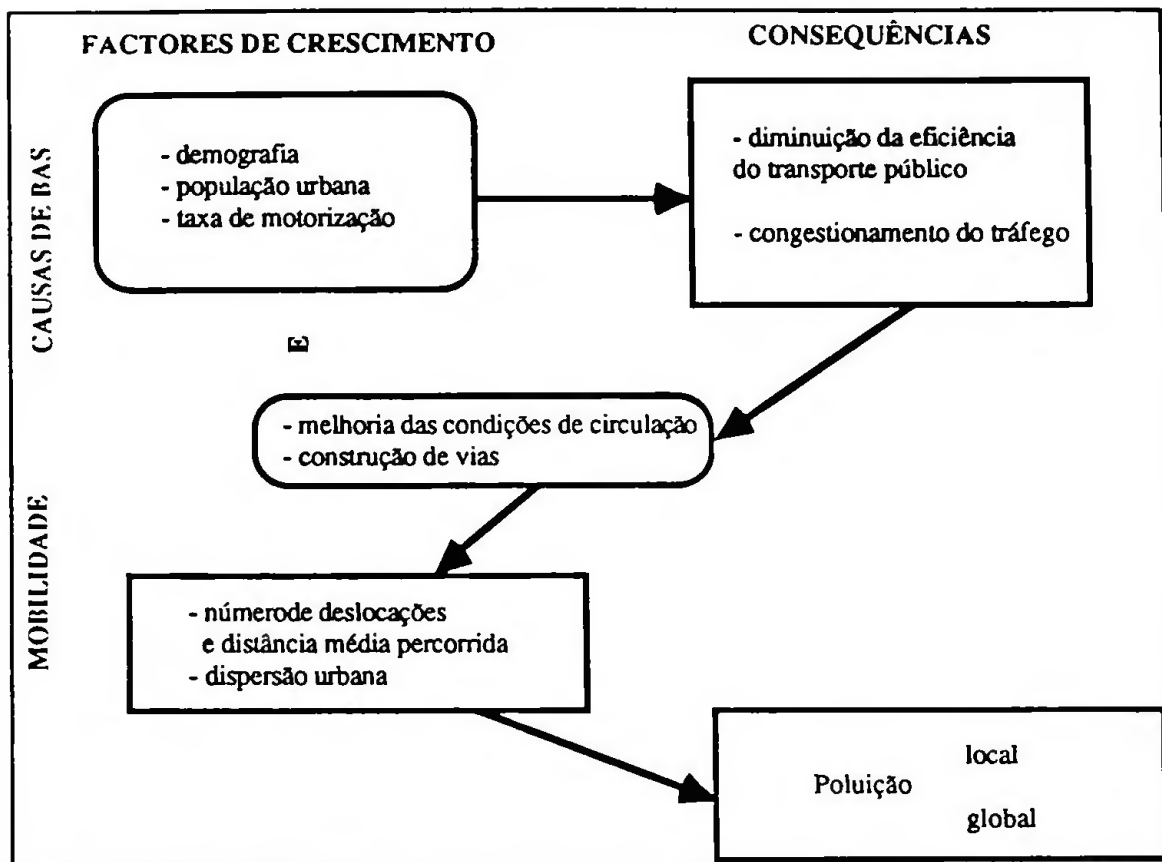 FACTORES DE CRESCIMENTO
CONSEQUÊNCIAS
CAUSAS DE BAS
- demografia
- população urbana
- taxa de motorização
- diminuição da eficiência
do transporte público
- congestionamento do tráfego
E
- melhoria das condições de circulação
- construção de vias
MOBILIDADE
- númerode deslocações
e distância média percorrida
- dispersão urbana
Poluição
local
global